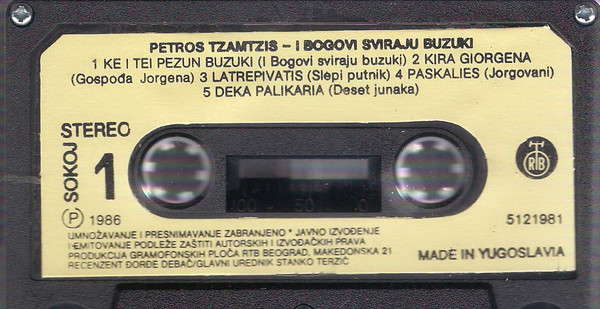 PETROS TZAMTZIS – I BOGOVI SVIRAJU BUZUKI
1 KE I TEI PEZUN BUZUKI (I Bogovi sviraju buzuki) 2 KIRA GIORGENA
(Gospođa Jorgena) 3 LATREPIVATIS (Slepi putnik) 4 PASKALIES (Jorgovani)
5 DEKA PALIKARIA (Deset junaka)
STEREO
SOKOJ
1
RTB
100 50 0
P 1986
5121981
UMNOŽAVANJE I PRESNIMAVANJE ZABRANJENO * JAVNO IZVOĐENJE
I EMITOVANJE PODLEŽE ZAŠTITI AUTORSKIH I IZVOĐAČKIH PRAVA
PRODUKCIJA GRAMOFONSKIH PLOČA RTB BEOGRAD, MAKEDONSKA 21
RECENZENT ĐORĐE DEBAČ/GLAVNI UREDNIK STANKO TERZIĆ
MADE IN YUGOSLAVIA